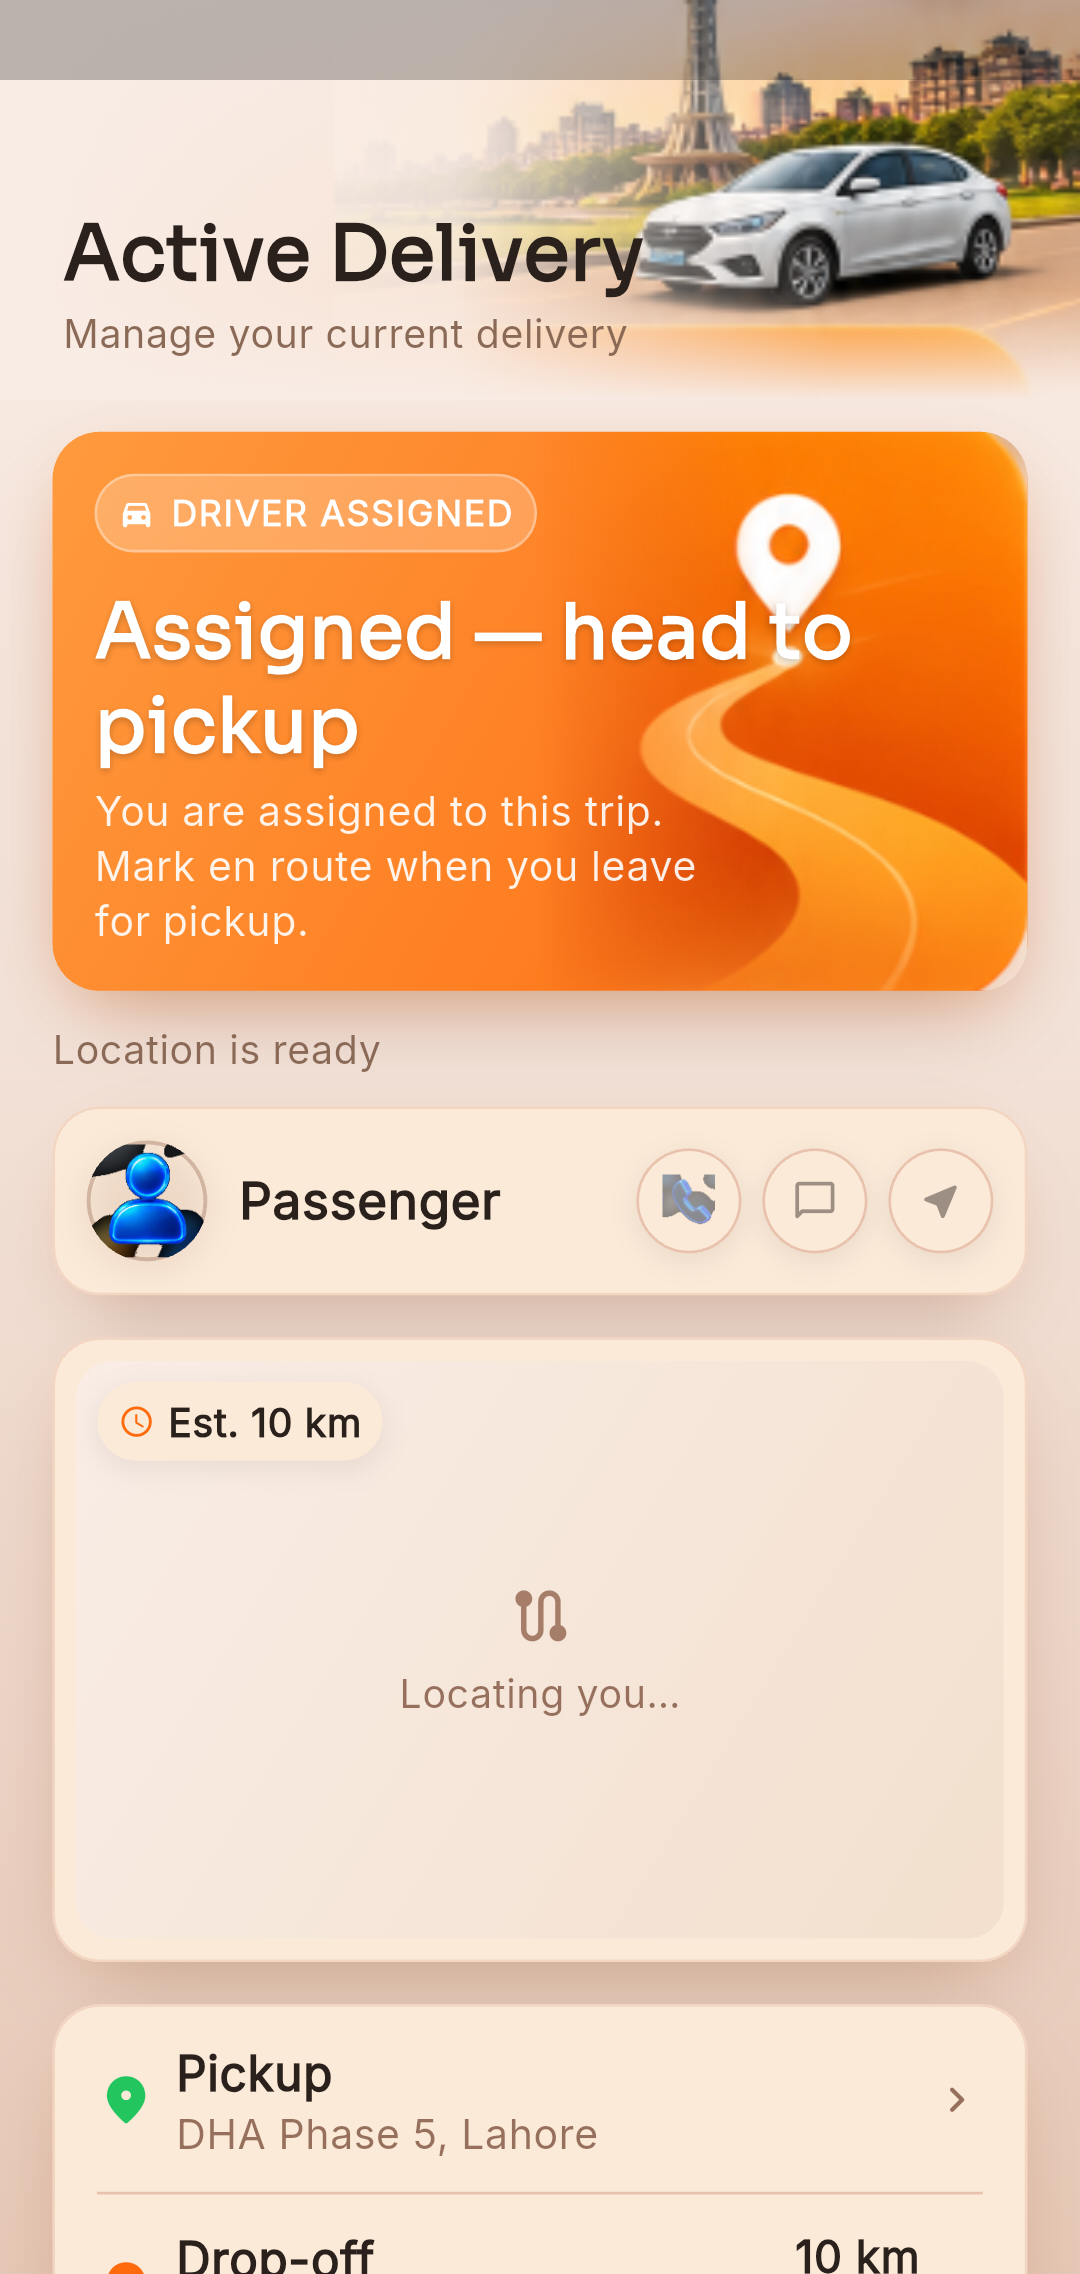 Active Delivery
Manage your current delivery
DRIVER ASSIGNED
Assigned — head to
pickup
You are assigned to this trip.
Mark en route when you leave
for pickup.
Location is ready
Passenger
Est. 10 km
Locating you...
Pickup
DHA Phase 5, Lahore
Drop-off
10 km